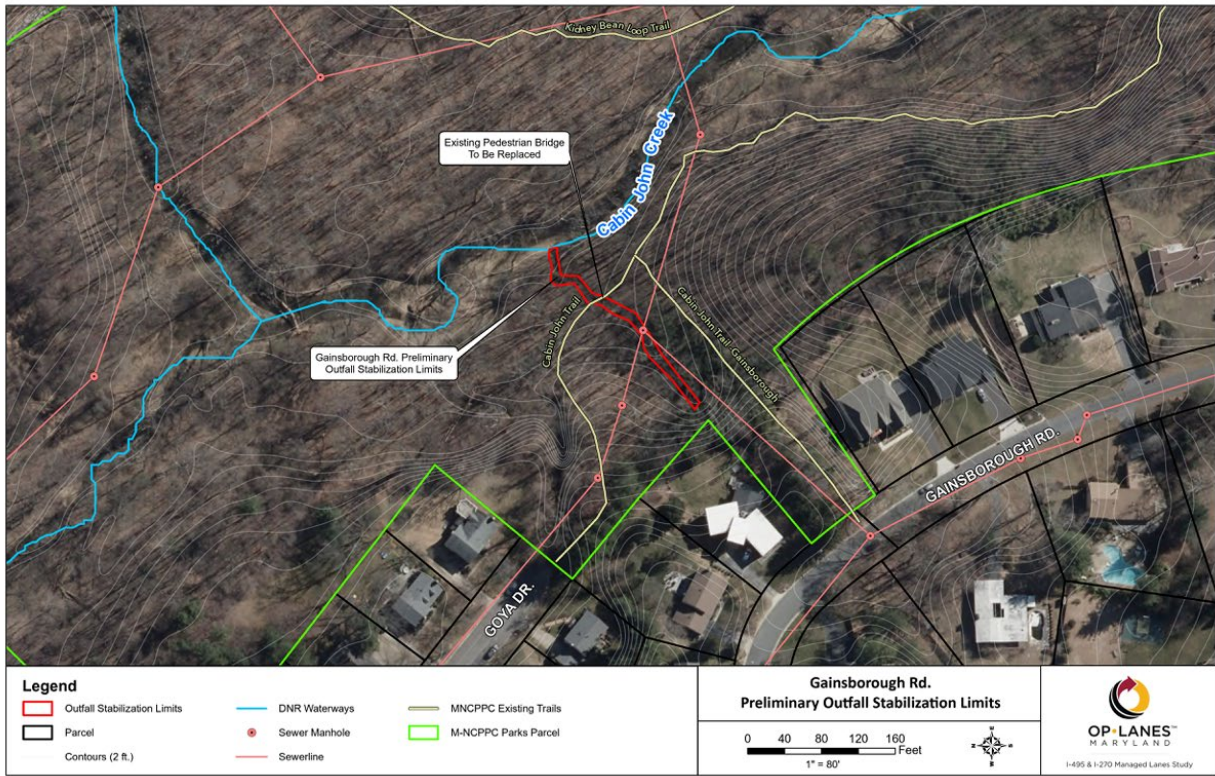 Kidney Bean Loop Trail
Existing Pedestrian Bridge
To Be Replaced
Cabin John Creek
Cabin John Trail
Cabin John Trail - Gainsborough
Gainsborough Rd. Preliminary
Outfall Stabilization Limits
GAINSBOROUGH RD.
GOYA DR.
Legend
Outfall Stabilization Limits
Parcel
Contours (2 ft.)
DNR Waterways
Sewer Manhole
Sewerline
MNCPPC Existing Trails
M-NCPPC Parks Parcel
Gainsborough Rd.
Preliminary Outfall Stabilization Limits
0 40 80 120 160
Feet
1" = 80'
OP•LANES™
MARYLAND
I-495 & I-270 Managed Lanes Study